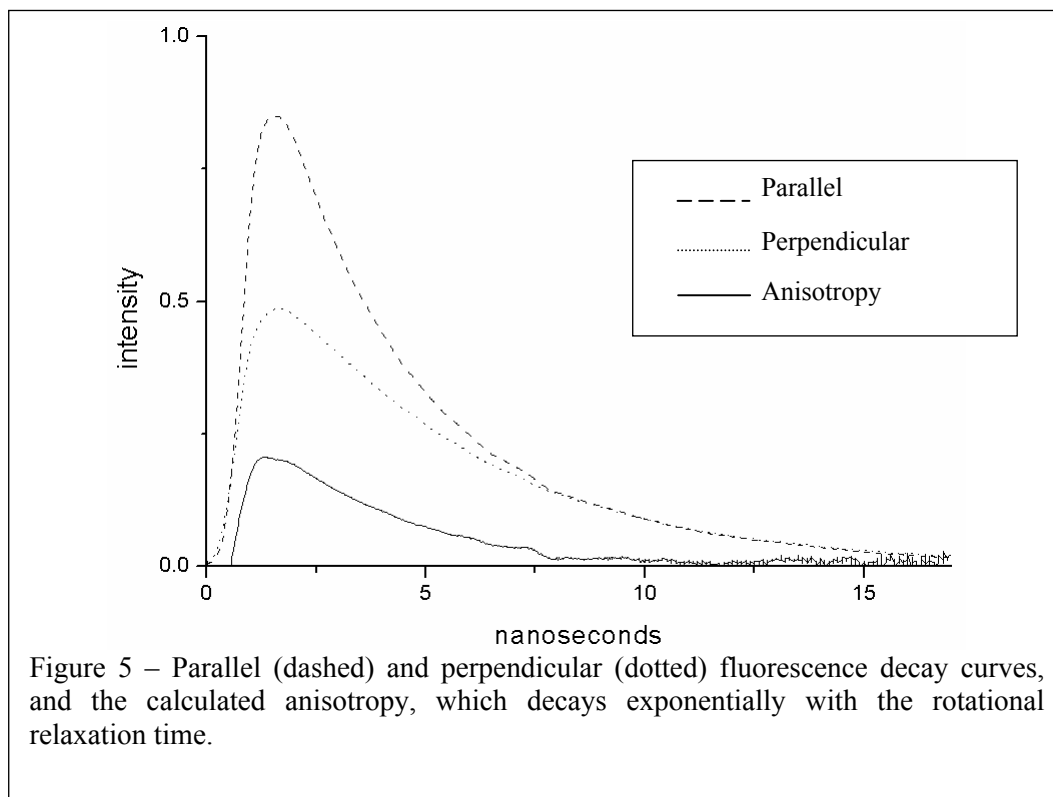 1.0
0.5
0.0
intensity
0
5
10
15
nanoseconds
Parallel
Perpendicular
Anisotropy
Figure 5 – Parallel (dashed) and perpendicular (dotted) fluorescence decay curves,
and the calculated anisotropy, which decays exponentially with the rotational
relaxation time.